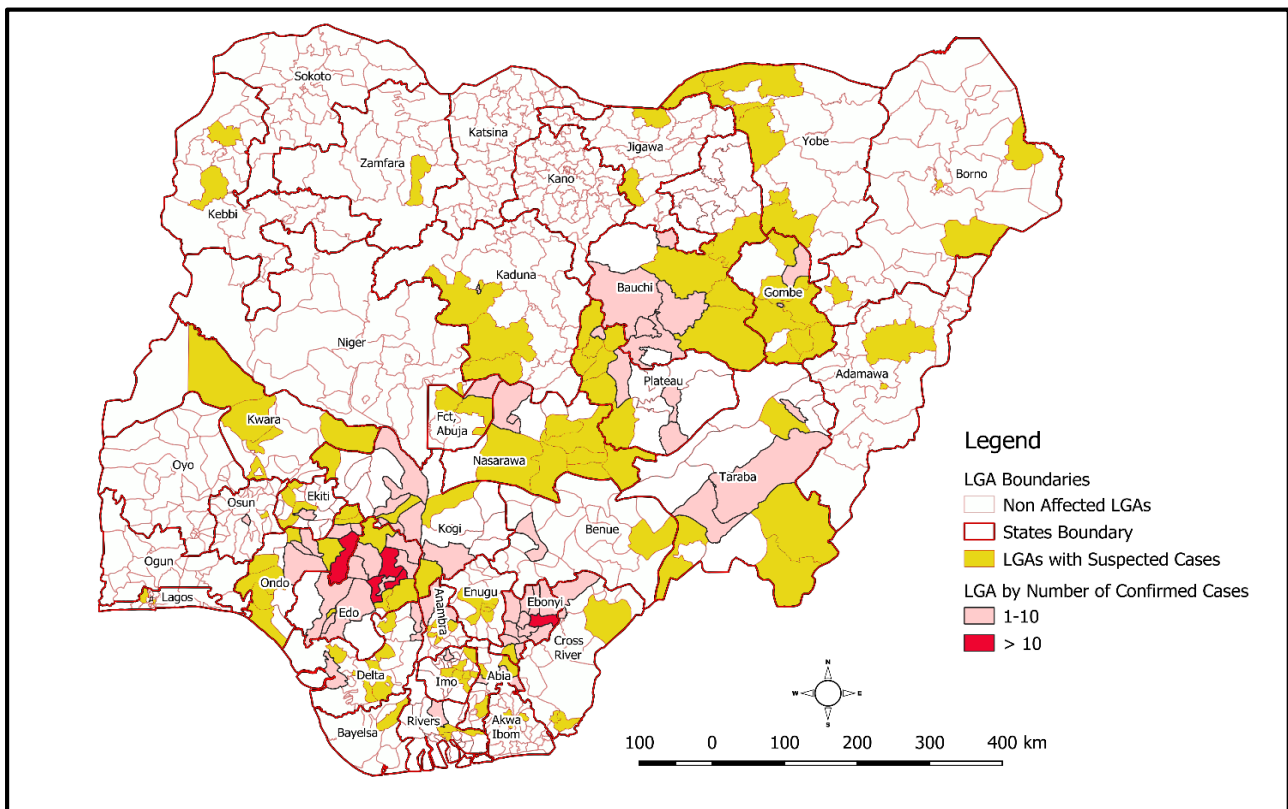 Sokoto
Katsina
Jigawa
Yobe
Zamfara
Kano
Borno
Kebbi
Kaduna
Bauchi
Gombe
Niger
Plateau
Adamawa
Fct,
Abuja
Kwara
Nasarawa
Taraba
Oyo
Ekiti
Osun
Kogi
Benue
Ogun
Ondo
Lagos
Edo
Anambra
Enugu
Ebonyi
Cross
River
Delta
Imo
Abia
Bayelsa
Rivers
Akwa
Ibom
Legend
LGA Boundaries
Non Affected LGAs
States Boundary
LGAs with Suspected Cases
LGA by Number of Confirmed Cases
1-10
> 10
N
W
E
S
100 0 100 200 300 400 km